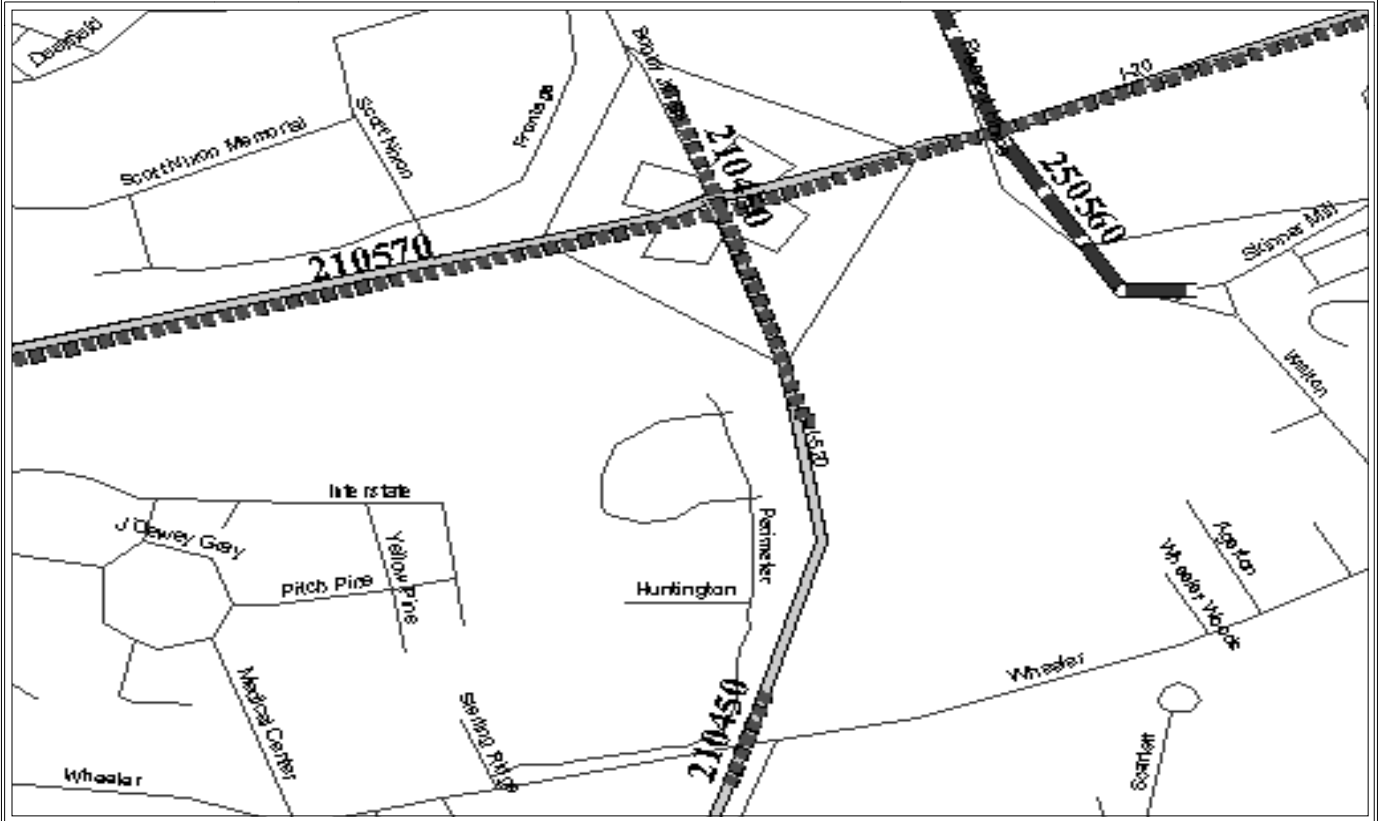 Deerfield
I-20
Frontage
Scott Nixon
Scott Nixon Memorial
210450
250560
Skinner Mill
210570
Walton
I-520
Interstate
J Dewey Gray
Perimeter
Yellow Pine
Pitch Pine
Huntington
Agerton
Wheeler Woods
Wheeler
Medical Center
Sterling Ridge
210450
Scarlett
Wheeler